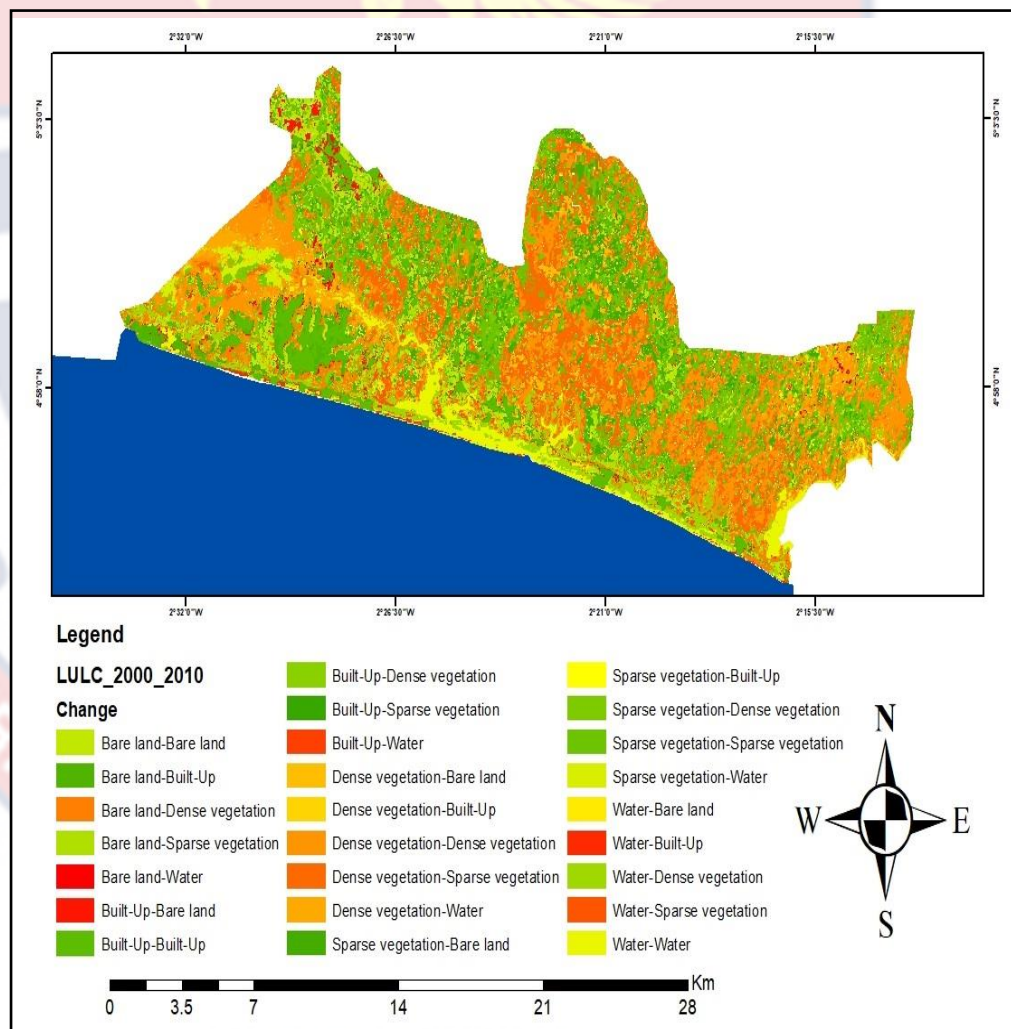 2°32'0"W 2°26'30"W 2°21'0"W 2°15'30"W
5°3'30"N 5°3'30"N
4°58'0"N 4°58'0"N
2°32'0"W 2°26'30"W 2°21'0"W 2°15'30"W
Legend
LULC_2000_2010
Change
Bare land-Bare land
Bare land-Built-Up
Bare land-Dense vegetation
Bare land-Sparse vegetation
Bare land-Water
Built-Up-Bare land
Built-Up-Built-Up
Built-Up-Dense vegetation
Built-Up-Sparse vegetation
Built-Up-Water
Dense vegetation-Bare land
Dense vegetation-Built-Up
Dense vegetation-Dense vegetation
Dense vegetation-Sparse vegetation
Dense vegetation-Water
Sparse vegetation-Bare land
Sparse vegetation-Built-Up
Sparse vegetation-Dense vegetation
Sparse vegetation-Sparse vegetation
Sparse vegetation-Water
Water-Bare land
Water-Built-Up
Water-Dense vegetation
Water-Sparse vegetation
Water-Water
N
W E
S
Km
0 3.5 7 14 21 28